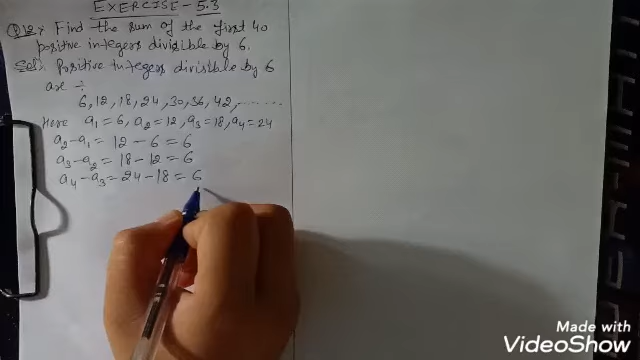 EXERCISE-5.3
Q12: Find the sum of the first 40
positive integers divisible by 6.
Sol: Positive integers divisible by 6
are ÷
6,12,18,24,30,36,42,........
Here a₁=6, a₂=12, a₃=18, a₄=24
a₂-a₁= 12-6=6
a₃-a₂= 18-12=6
a₄-a₃=24-18=6
Made with
VideoShow